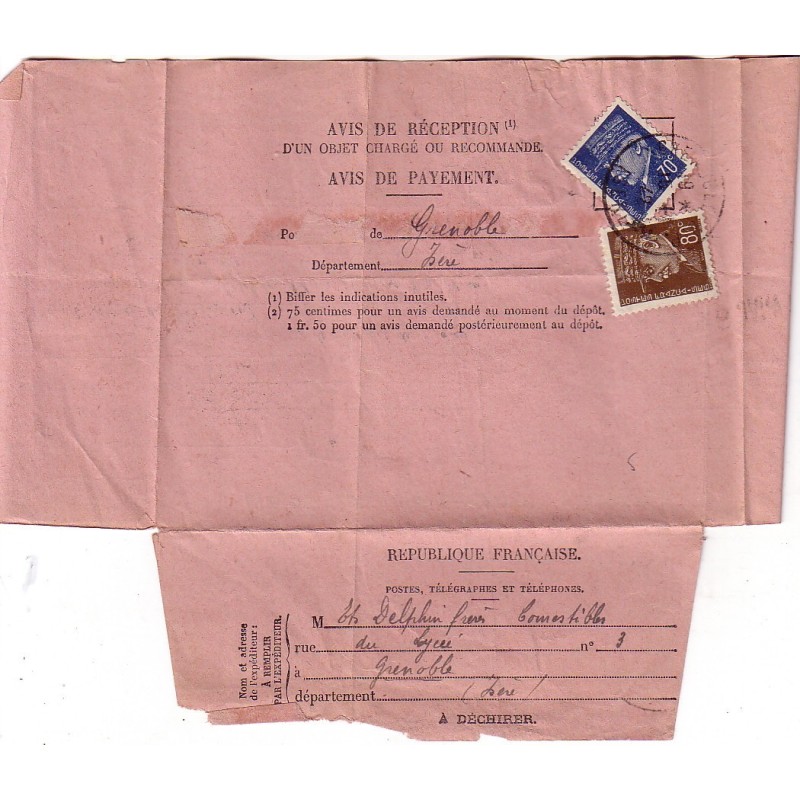 AVIS DE RÉCEPTION (1)
D'UN OBJET CHARGÉ OU RECOMMANDÉ.
AVIS DE PAYEMENT.
Po de Grenoble
Département Isère
(1) Biffer les indications inutiles.
(2) 75 centimes pour un avis demandé au moment du dépôt.
1 fr. 50 pour un avis demandé postérieurement au dépôt.
70c
80c
REPUBLIQUE FRANÇAISE.
POSTES, TÉLÉGRAPHES ET TÉLÉPHONES.
Nom et adresse
de l'expéditeur :
À REMPLIR
PAR L'EXPÉDITEUR.
M Ets Delphin frères Comestibles
rue du Lycée n° 3
à Grenoble
département (Isère)
À DÉCHIRER.